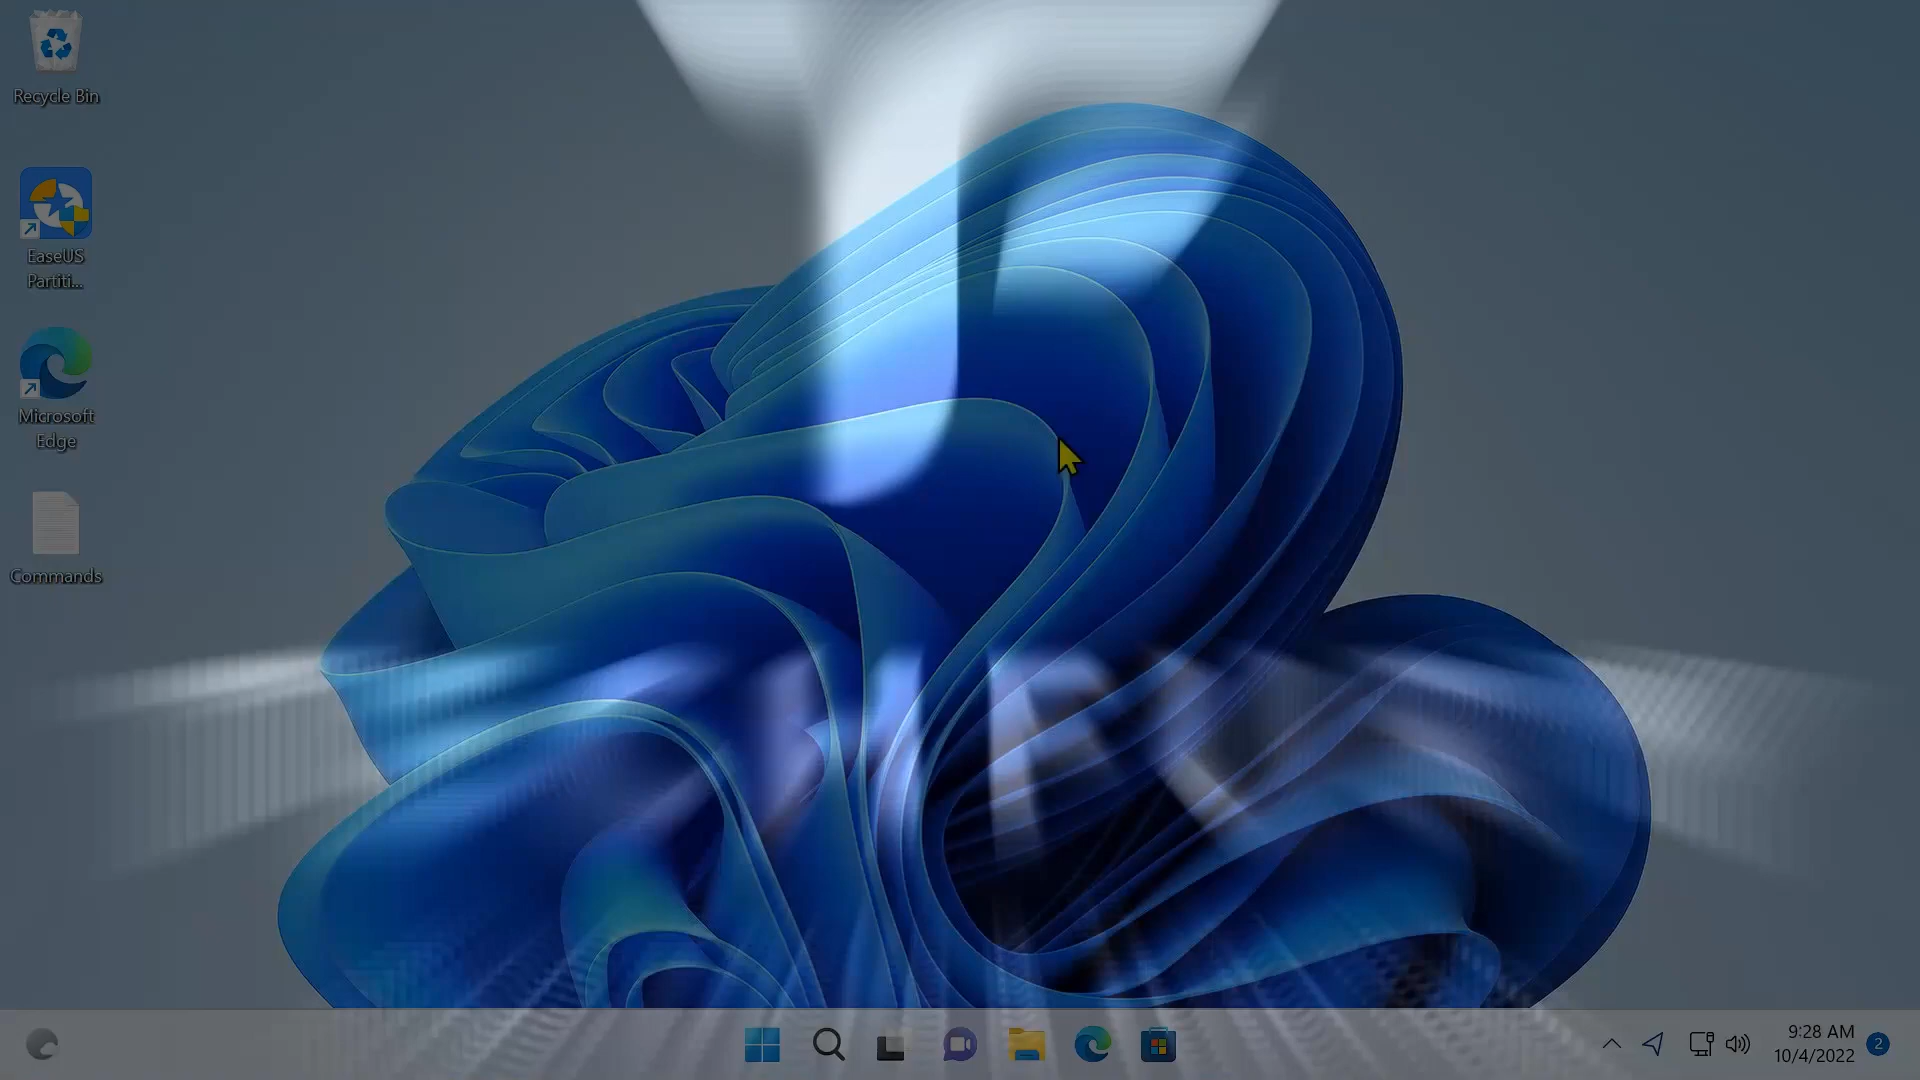 Recycle Bin
EaseUS
Partiti...
Microsoft
Edge
Commands
9:28 AM
10/4/2022
2